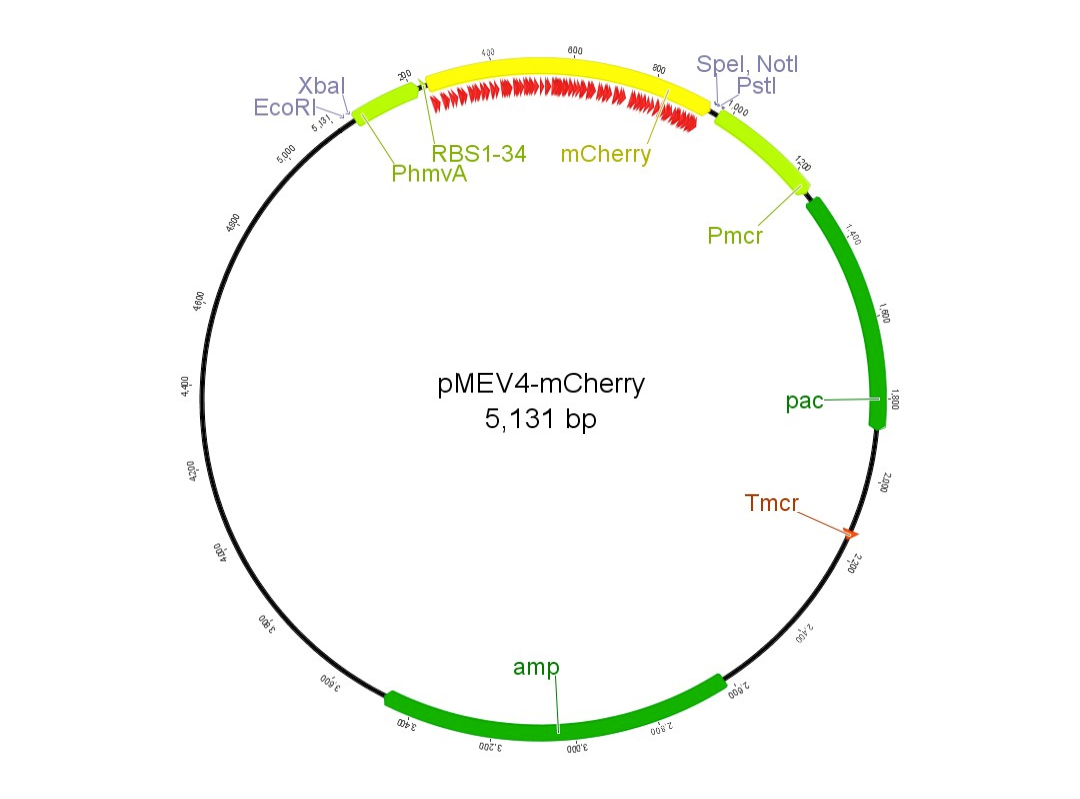 400
600
800
200
SpeI, NotI
PstI
XbaI
EcoRI
1,000
5,131
RBS1-34
mCherry
PhmvA
5,000
1,200
Pmcr
1,400
4,800
4,600
1,600
pMEV4-mCherry
5,131 bp
4,400
pac
1,800
4,200
2,000
Tmcr
4,000
2,200
3,800
2,400
amp
3,600
2,600
3,400
2,800
3,200
3,000